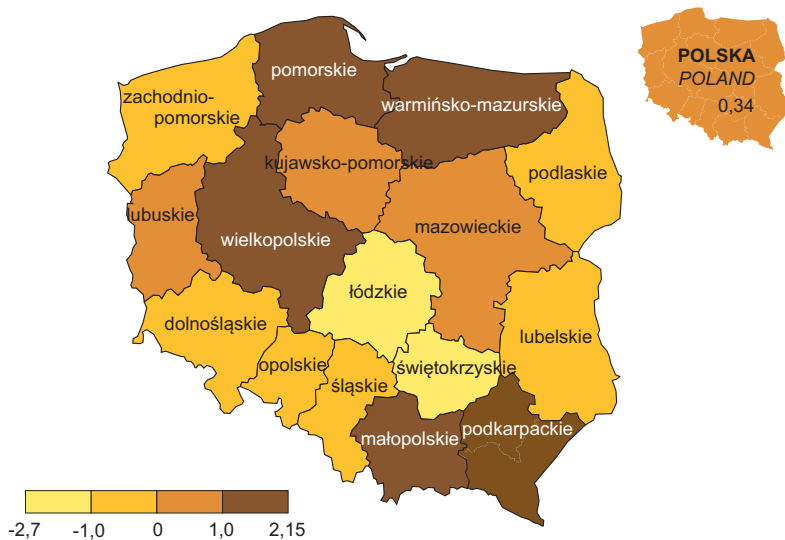 pomorskie
POLSKA
POLAND
0,34
zachodnio-
pomorskie
warmińsko-mazurskie
kujawsko-pomorskie
podlaskie
lubuskie
wielkopolskie
mazowieckie
łódzkie
dolnośląskie
lubelskie
opolskie
śląskie
świętokrzyskie
małopolskie
podkarpackie
-2,7 -1,0 0 1,0 2,15